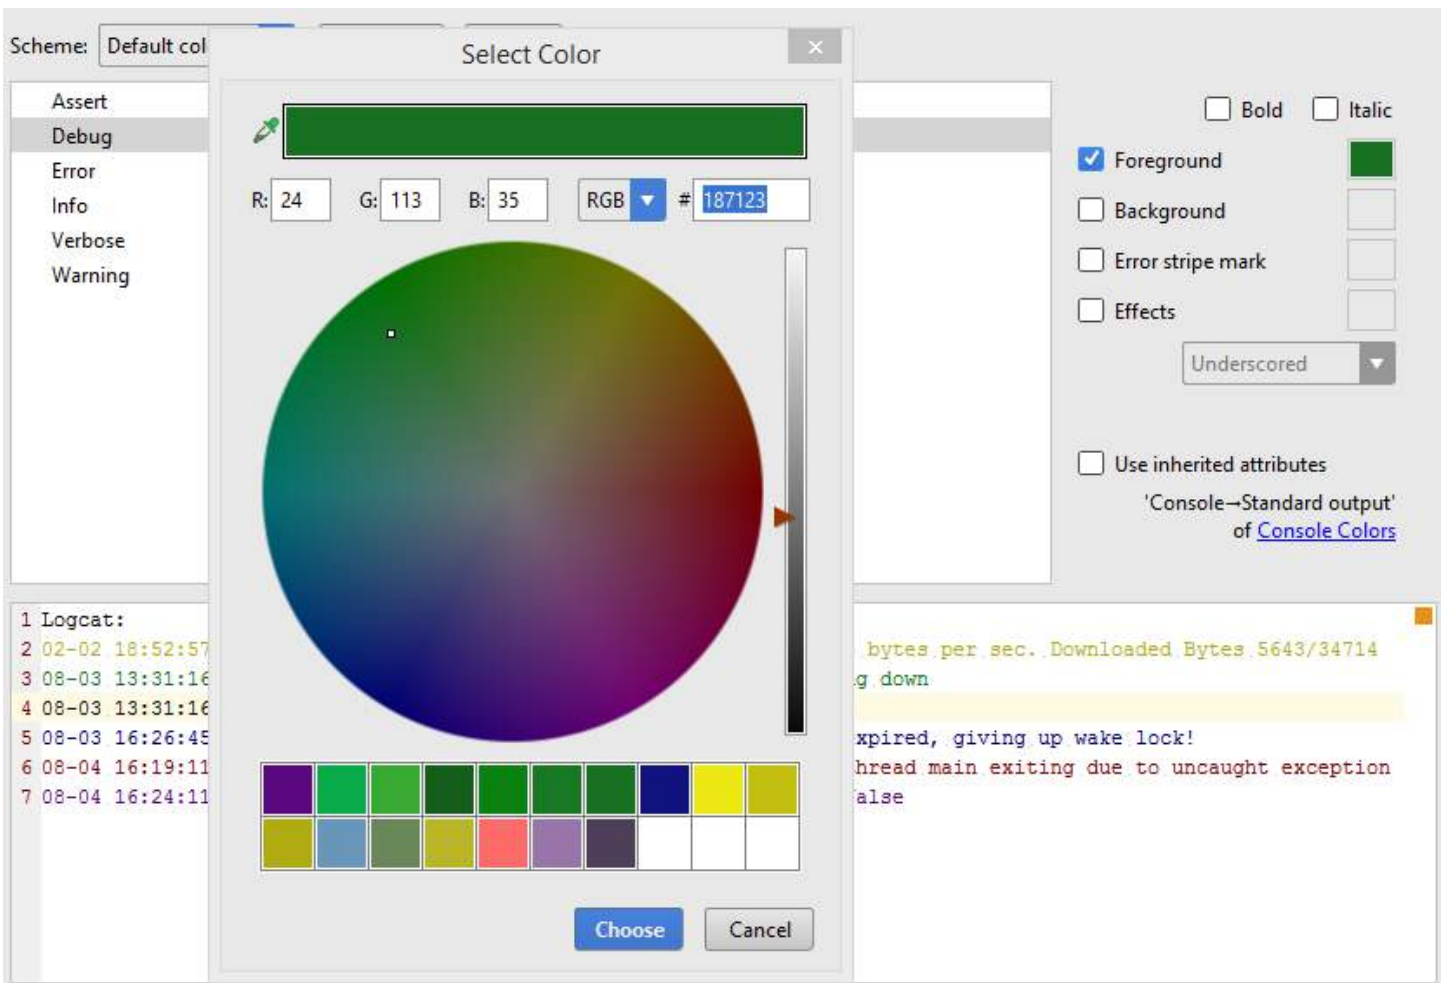 Scheme: Default col
Select Color
Assert
Debug
Error
Info
Verbose
Warning
R: 24 G: 113 B: 35 RGB # 187123
Bold Italic
Foreground
Background
Error stripe mark
Effects
Underscored
Use inherited attributes
'Console→Standard output'
of Console Colors
1 Logcat:
2 02-02 18:52:57 bytes per sec. Downloaded Bytes 5643/34714
3 08-03 13:31:16 g down
4 08-03 13:31:16
5 08-03 16:26:45 xpired, giving up wake lock!
6 08-04 16:19:11 hread main exiting due to uncaught exception
7 08-04 16:24:11 alse
Choose Cancel